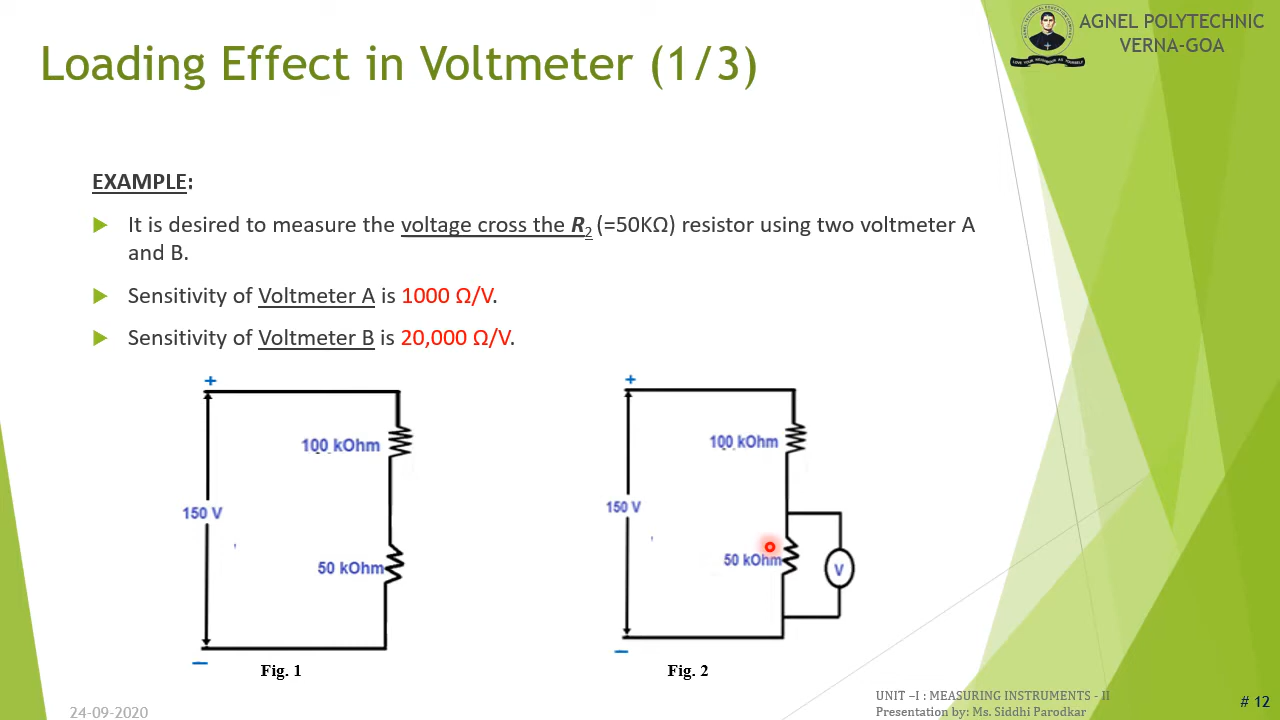 AGNEL POLYTECHNIC
VERNA-GOA
Loading Effect in Voltmeter (1/3)
EXAMPLE:
It is desired to measure the voltage cross the R2 (=50KΩ) resistor using two voltmeter A
and B.
Sensitivity of Voltmeter A is 1000 Ω/V.
Sensitivity of Voltmeter B is 20,000 Ω/V.
+
100 kOhm
150 V
50 kOhm
−
Fig. 1
+
100 kOhm
150 V
50 kOhm
V
−
Fig. 2
24-09-2020
UNIT –I : MEASURING INSTRUMENTS - II
Presentation by: Ms. Siddhi Parodkar
# 12